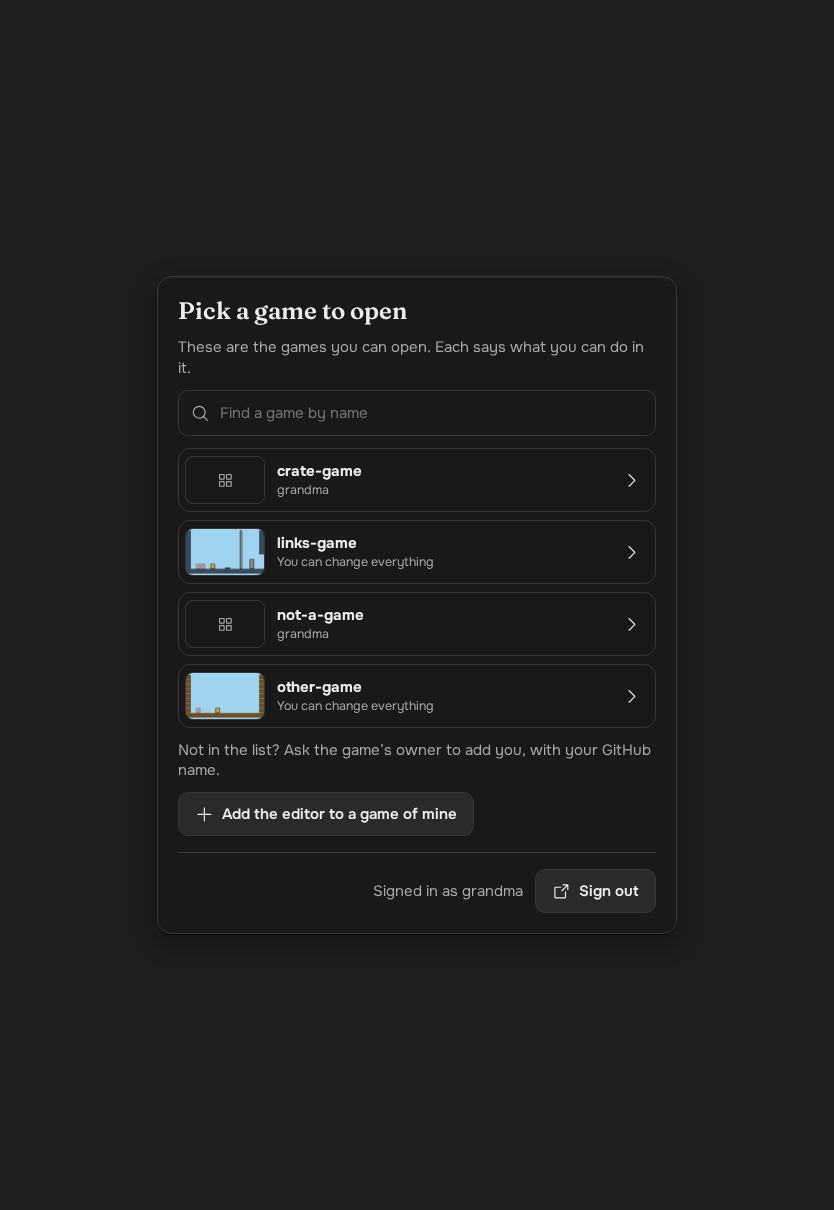 Pick a game to open
These are the games you can open. Each says what you can do in
it.
Find a game by name
crate-game
grandma
links-game
You can change everything
not-a-game
grandma
other-game
You can change everything
Not in the list? Ask the game’s owner to add you, with your GitHub
name.
Add the editor to a game of mine
Signed in as grandma
Sign out